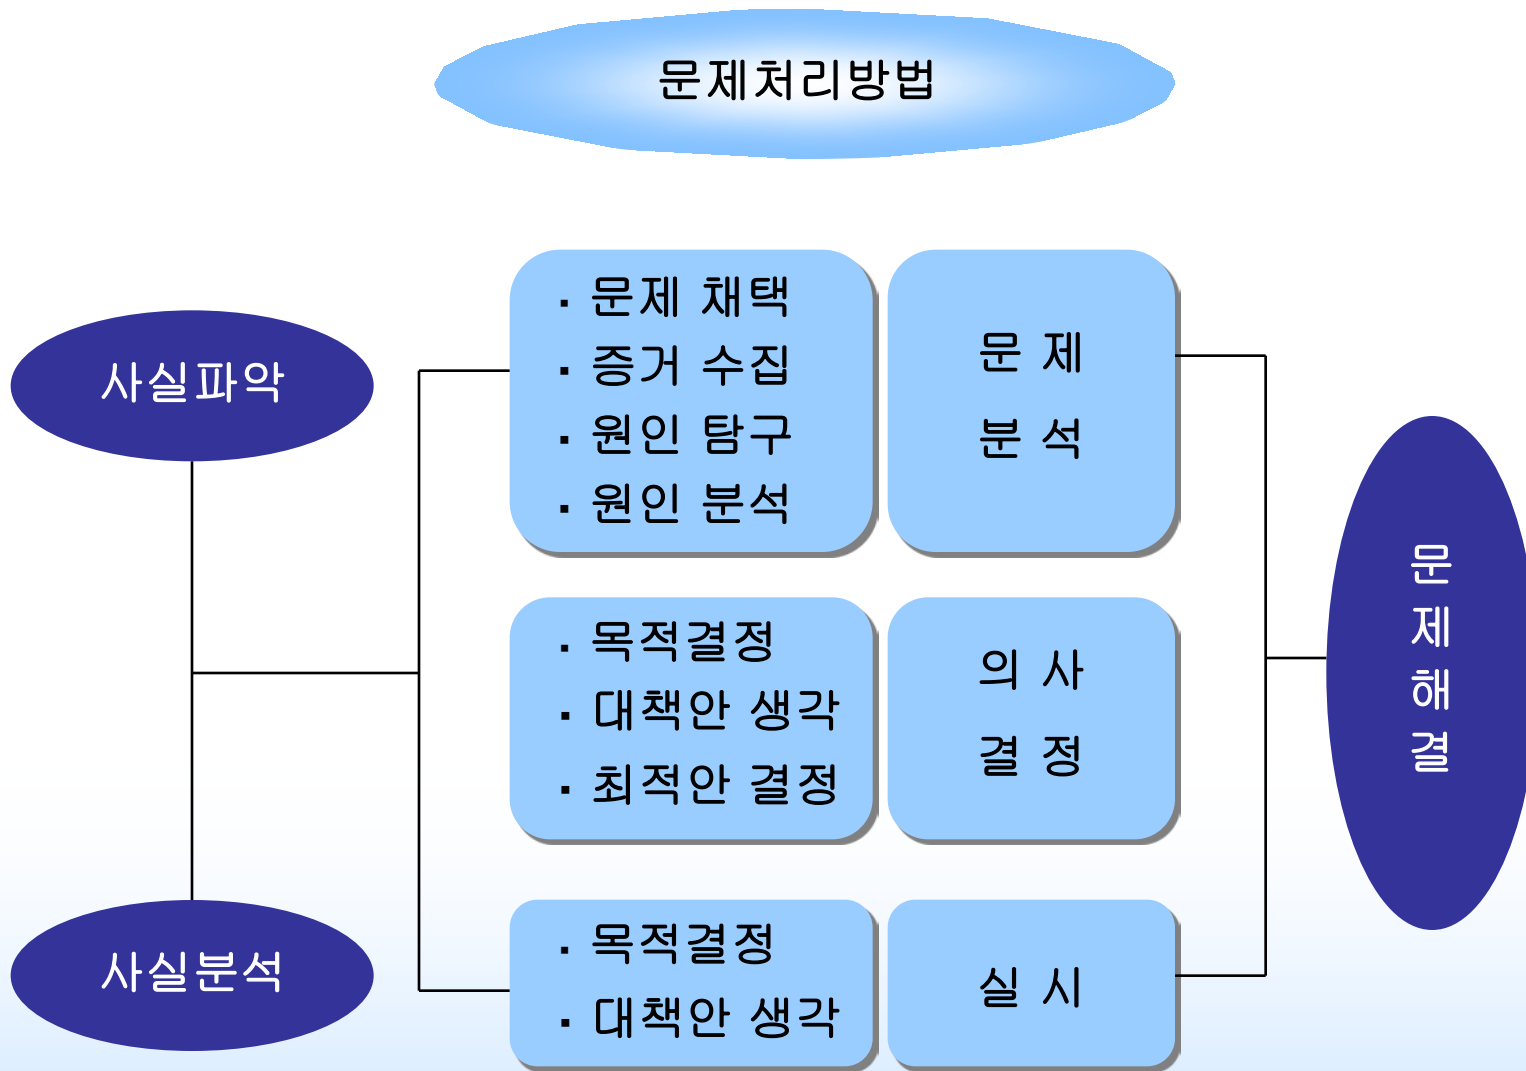 문제처리방법
사실파악
사실분석
▪ 문제 채택
▪ 증거 수집
▪ 원인 탐구
▪ 원인 분석
문 제
분 석
▪ 목적결정
▪ 대책안 생각
▪ 최적안 결정
의 사
결 정
▪ 목적결정
▪ 대책안 생각
실 시
문
제
해
결